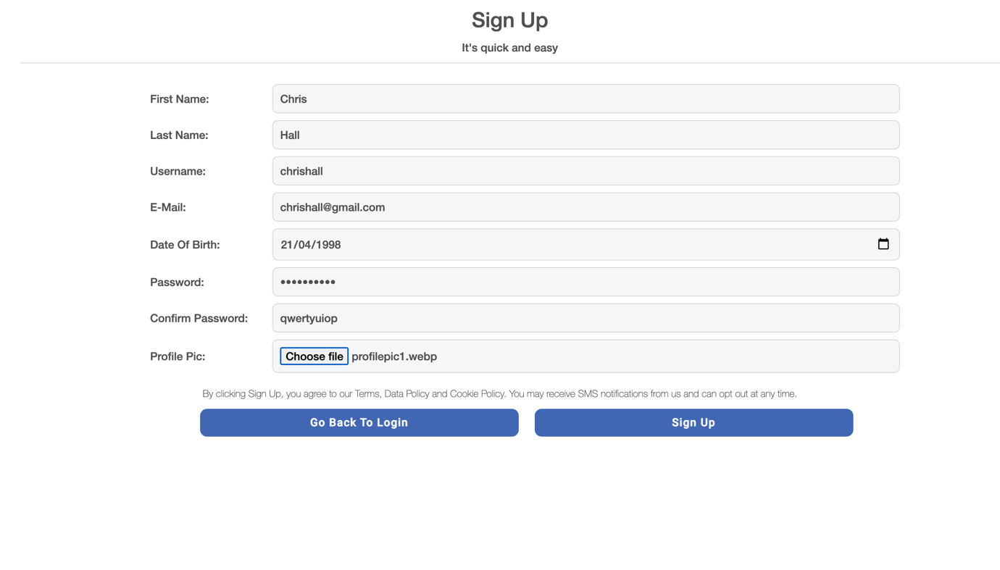 Sign Up
It's quick and easy
First Name: Chris
Last Name: Hall
Username: chrishall
E-Mail: chrishall@gmail.com
Date Of Birth: 21/04/1998
Password: ••••••••••
Confirm Password: qwertyuiop
Profile Pic: Choose file profilepic1.webp
By clicking Sign Up, you agree to our Terms, Data Policy and Cookie Policy. You may receive SMS notifications from us and can opt out at any time.
Go Back To Login Sign Up